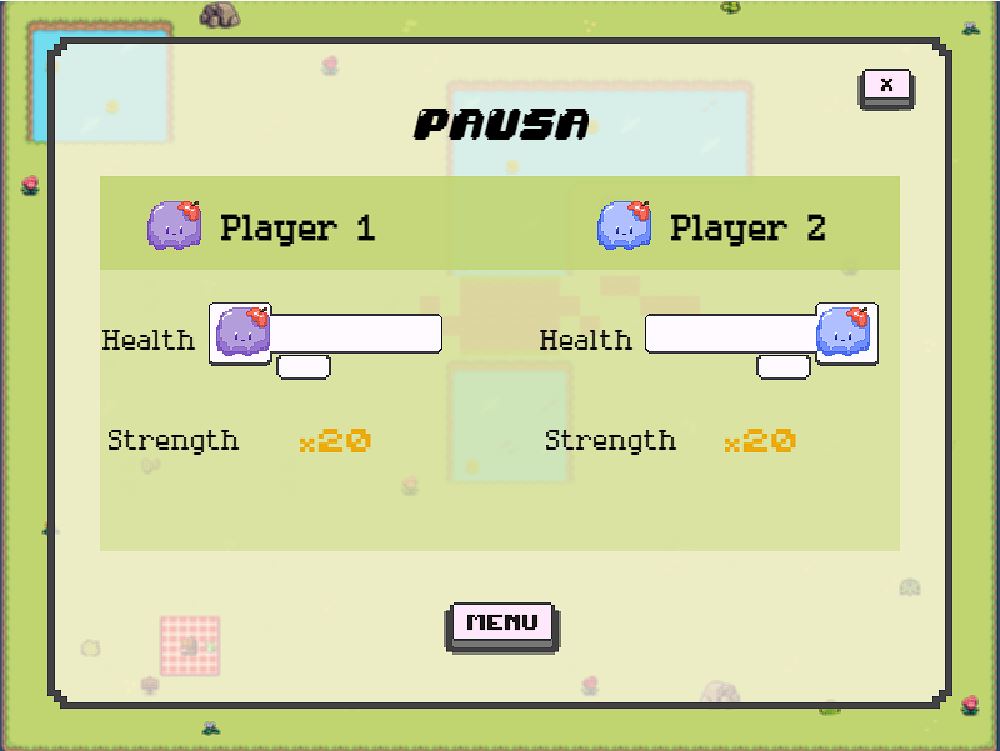 X
PAUSA
Player 1
Player 2
Health
Health
Strength x20
Strength x20
MENU